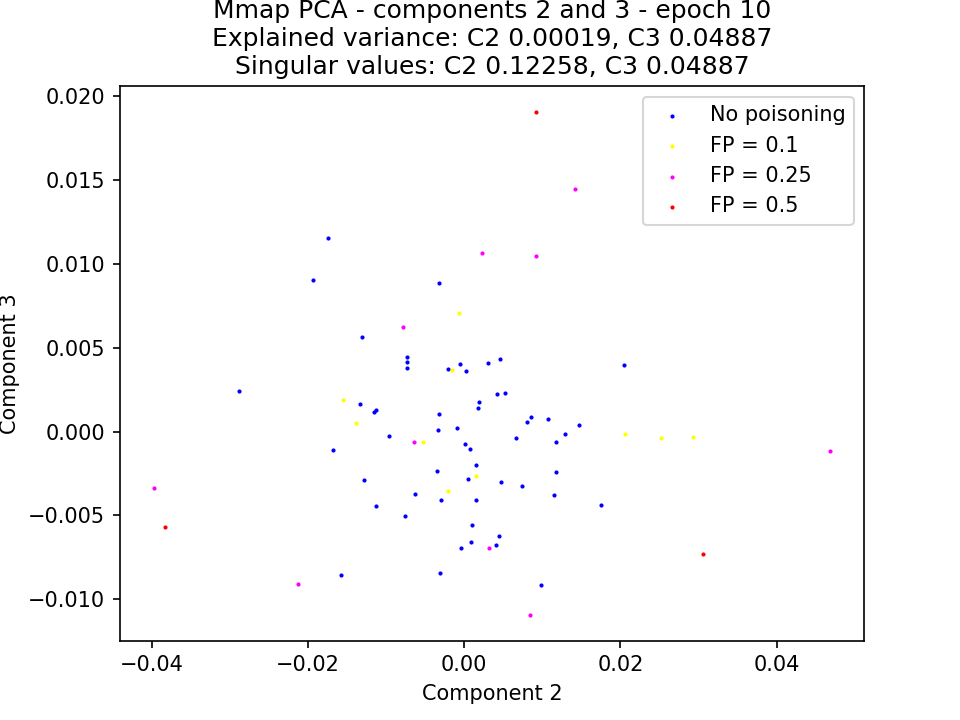 Mmap PCA - components 2 and 3 - epoch 10
Explained variance: C2 0.00019, C3 0.04887
Singular values: C2 0.12258, C3 0.04887
No poisoning
FP = 0.1
FP = 0.25
FP = 0.5
0.020
0.015
0.010
0.005
0.000
−0.005
−0.010
Component 3
−0.04
−0.02
0.00
0.02
0.04
Component 2